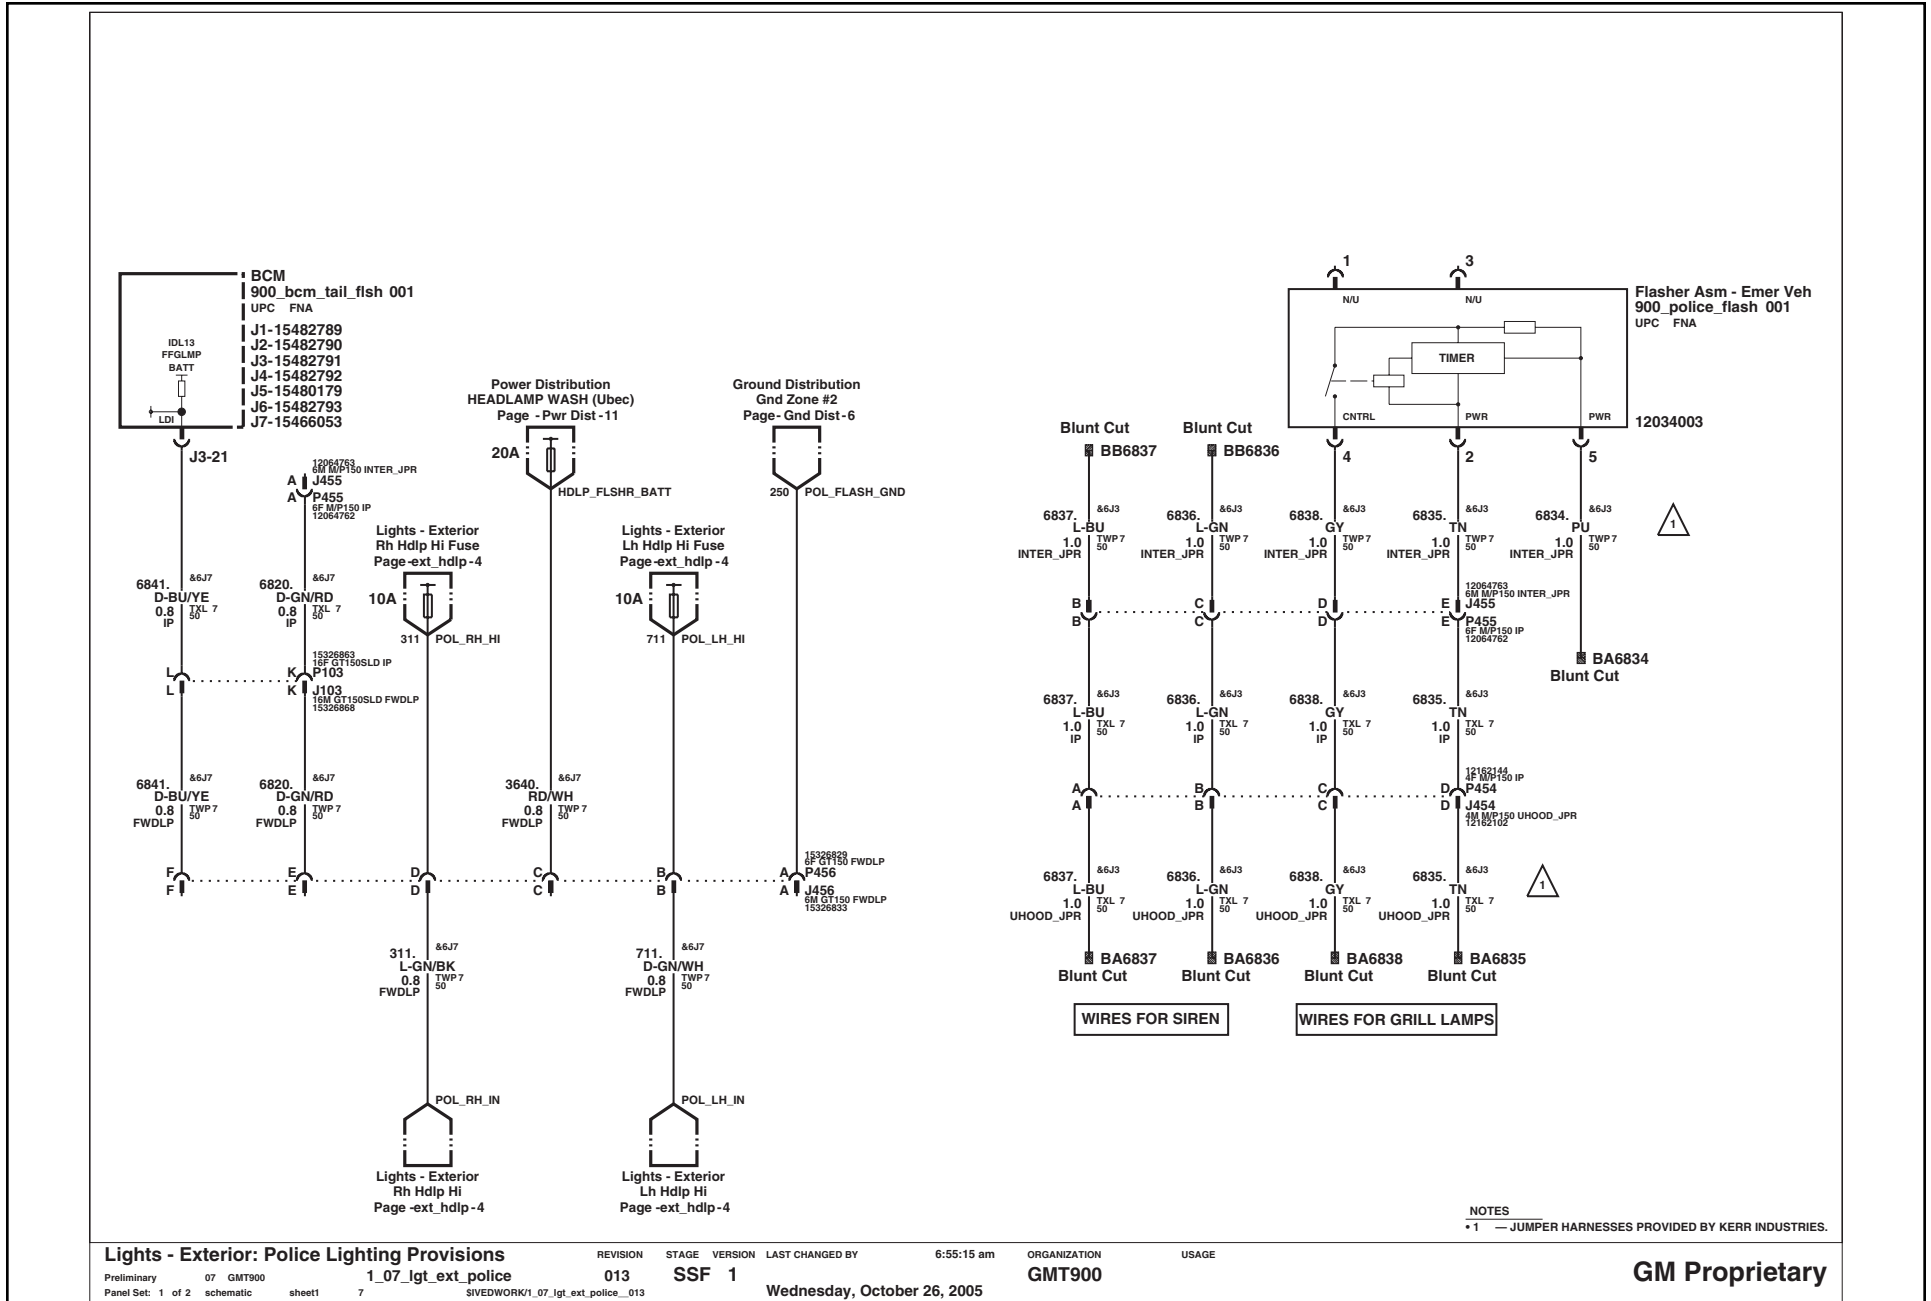 BCM
900_bcm_tail_flsh 001
UPC FNA
J1-15482789
J2-15482790
J3-15482791
J4-15482792
J5-15480179
J6-15482793
J7-15466053
IDL13
FFGLMP
BATT
LDI
J3-21
12064763
6M M/P150 INTER_JPR
A J455
A P455
6F M/P150 IP
12064762
Power Distribution
HEADLAMP WASH (Ubec)
Page -Pwr Dist-11
20A
HDLP_FLSHR_BATT
Ground Distribution
Gnd Zone #2
Page- Gnd Dist-6
250 POL_FLASH_GND
Lights - Exterior
Rh Hdlp Hi Fuse
Page-ext_hdlp-4
10A
311 POL_RH_HI
Lights - Exterior
Lh Hdlp Hi Fuse
Page-ext_hdlp-4
10A
711 POL_LH_HI
6841. &6J7
D-BU/YE
0.8 TXL 7
IP 50
6820. &6J7
D-GN/RD
0.8 TXL 7
IP 50
15326863
16F GT150SLD IP
L K P103
L K J103
16M GT150SLD FWDLP
15326868
6841. &6J7
D-BU/YE
0.8 TWP 7
FWDLP 50
6820. &6J7
D-GN/RD
0.8 TWP 7
FWDLP 50
3640. &6J7
RD/WH
0.8 TWP 7
FWDLP 50
15326829
6F GT150 FWDLP
F E D C B A P456
F E D C B A J456
6M GT150 FWDLP
15326833
311. &6J7
L-GN/BK
0.8 TWP 7
FWDLP 50
711. &6J7
D-GN/WH
0.8 TWP 7
FWDLP 50
POL_RH_IN
Lights - Exterior
Rh Hdlp Hi
Page -ext_hdlp-4
POL_LH_IN
Lights - Exterior
Lh Hdlp Hi
Page -ext_hdlp-4
1 3
N/U N/U
TIMER
CNTRL PWR PWR
4 2 5
Flasher Asm - Emer Veh
900_police_flash 001
UPC FNA
12034003
Blunt Cut
BB6837
Blunt Cut
BB6836
6837. &6J3
L-BU
1.0 TWP 7
INTER_JPR 50
6836. &6J3
L-GN
1.0 TWP 7
INTER_JPR 50
6838. &6J3
GY
1.0 TWP 7
INTER_JPR 50
6835. &6J3
TN
1.0 TWP 7
INTER_JPR 50
6834. &6J3
PU
1.0 TWP 7
INTER_JPR 50
1
12064763
6M M/P150 INTER_JPR
B C D E J455
B C D E P455
6F M/P150 IP
12064762
BA6834
Blunt Cut
6837. &6J3
L-BU
1.0 TXL 7
IP 50
6836. &6J3
L-GN
1.0 TXL 7
IP 50
6838. &6J3
GY
1.0 TXL 7
IP 50
6835. &6J3
TN
1.0 TXL 7
IP 50
12162144
4F M/P150 IP
A B C D P454
A B C D J454
4M M/P150 UHOOD_JPR
12162102
6837. &6J3
L-BU
1.0 TXL 7
UHOOD_JPR 50
6836. &6J3
L-GN
1.0 TXL 7
UHOOD_JPR 50
6838. &6J3
GY
1.0 TXL 7
UHOOD_JPR 50
6835. &6J3
TN
1.0 TXL 7
UHOOD_JPR 50
1
BA6837
Blunt Cut
BA6836
Blunt Cut
BA6838
Blunt Cut
BA6835
Blunt Cut
WIRES FOR SIREN
WIRES FOR GRILL LAMPS
NOTES
• 1 — JUMPER HARNESSES PROVIDED BY KERR INDUSTRIES.
Lights - Exterior: Police Lighting Provisions
REVISION STAGE VERSION LAST CHANGED BY 6:55:15 am ORGANIZATION USAGE
Preliminary 07 GMT900 1_07_lgt_ext_police 013 SSF 1 GMT900
Panel Set: 1 of 2 schematic sheet1 7 $IVEDWORK/1_07_lgt_ext_police__013 Wednesday, October 26, 2005
GM Proprietary